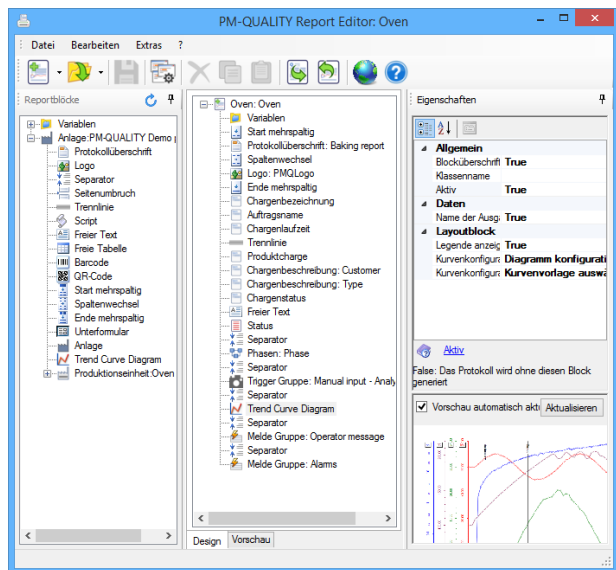 PM-QUALITY Report Editor: Oven
Datei Bearbeiten Extras ?
Reportblöcke
Variablen
Anlage:PM-QUALITY Demo
Protokollüberschrift
Logo
Separator
Seitenumbruch
Trennlinie
Script
Freier Text
Freie Tabelle
Barcode
QR-Code
Start mehrspaltig
Spaltenwechsel
Ende mehrspaltig
Unterformular
Anlage
Trend Curve Diagram
Produktionseinheit:Oven
Oven: Oven
Variablen
Start mehrspaltig
Protokollüberschrift: Baking report
Spaltenwechsel
Logo: PMQLogo
Ende mehrspaltig
Chargenbezeichnung
Auftragsname
Chargenlaufzeit
Trennlinie
Produktcharge
Chargenbeschreibung: Customer
Chargenbeschreibung: Type
Chargenstatus
Freier Text
Status
Separator
Phasen: Phase
Separator
Trigger Gruppe: Manual input - Analy
Separator
Trend Curve Diagram
Separator
Melde Gruppe: Operator message
Separator
Melde Gruppe: Alarms
Design Vorschau
Eigenschaften
Allgemein
Blocküberschrift True
Klassenname
Aktiv True
Daten
Name der Ausga True
Layoutblock
Legende anzeig True
Kurvenkonfigura Diagramm konfigurati
Kurvenkonfigura Kurvenvorlage auswä
Aktiv
False: Das Protokoll wird ohne diesen Block
generiert
Vorschau automatisch aktu Aktualisieren